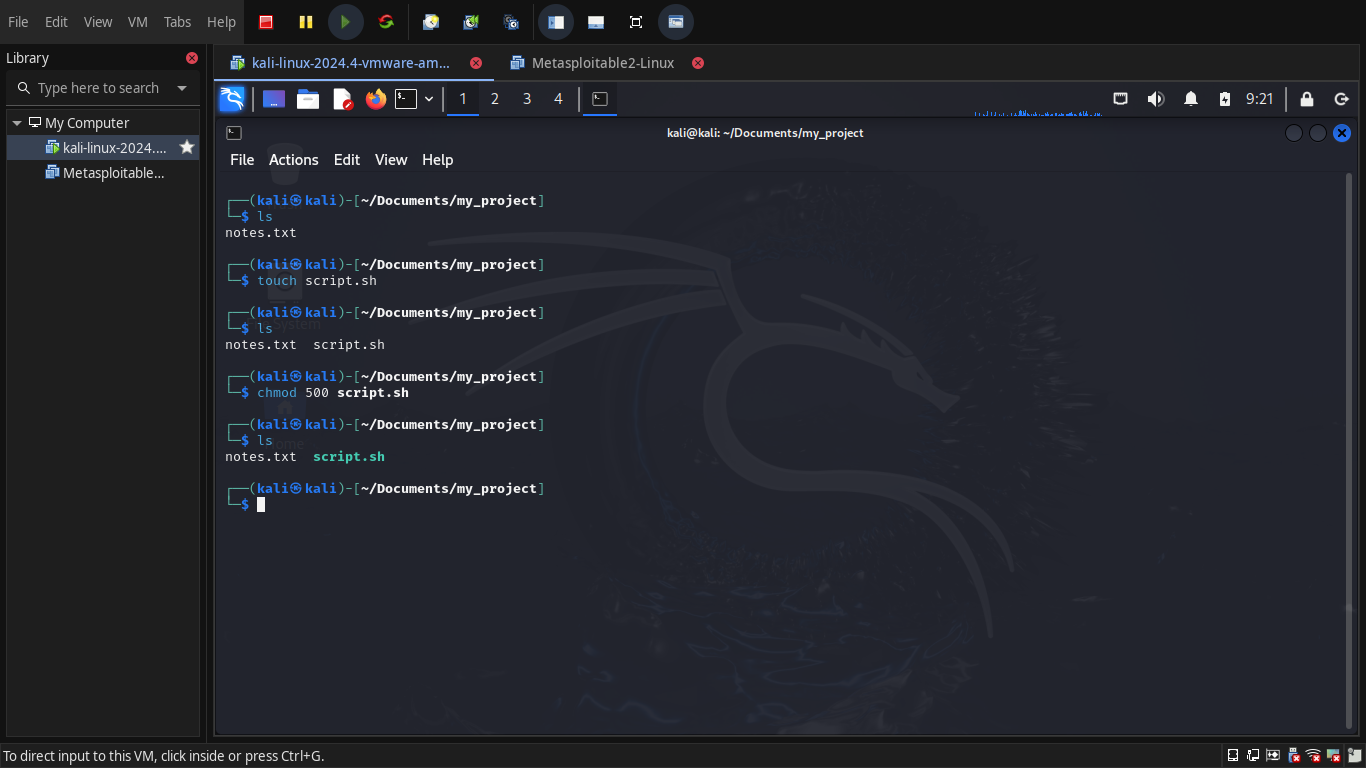 File Edit View VM Tabs Help
Library
Type here to search
My Computer
kali-linux-2024....
Metasploitable...
kali-linux-2024.4-vmware-am...
Metasploitable2-Linux
1 2 3 4
9:21
kali@kali: ~/Documents/my_project
File Actions Edit View Help
┌──(kali㉿kali)-[~/Documents/my_project]
└─$ ls
notes.txt
┌──(kali㉿kali)-[~/Documents/my_project]
└─$ touch script.sh
┌──(kali㉿kali)-[~/Documents/my_project]
└─$ ls
notes.txt  script.sh
┌──(kali㉿kali)-[~/Documents/my_project]
└─$ chmod 500 script.sh
┌──(kali㉿kali)-[~/Documents/my_project]
└─$ ls
notes.txt  script.sh
┌──(kali㉿kali)-[~/Documents/my_project]
└─$
To direct input to this VM, click inside or press Ctrl+G.